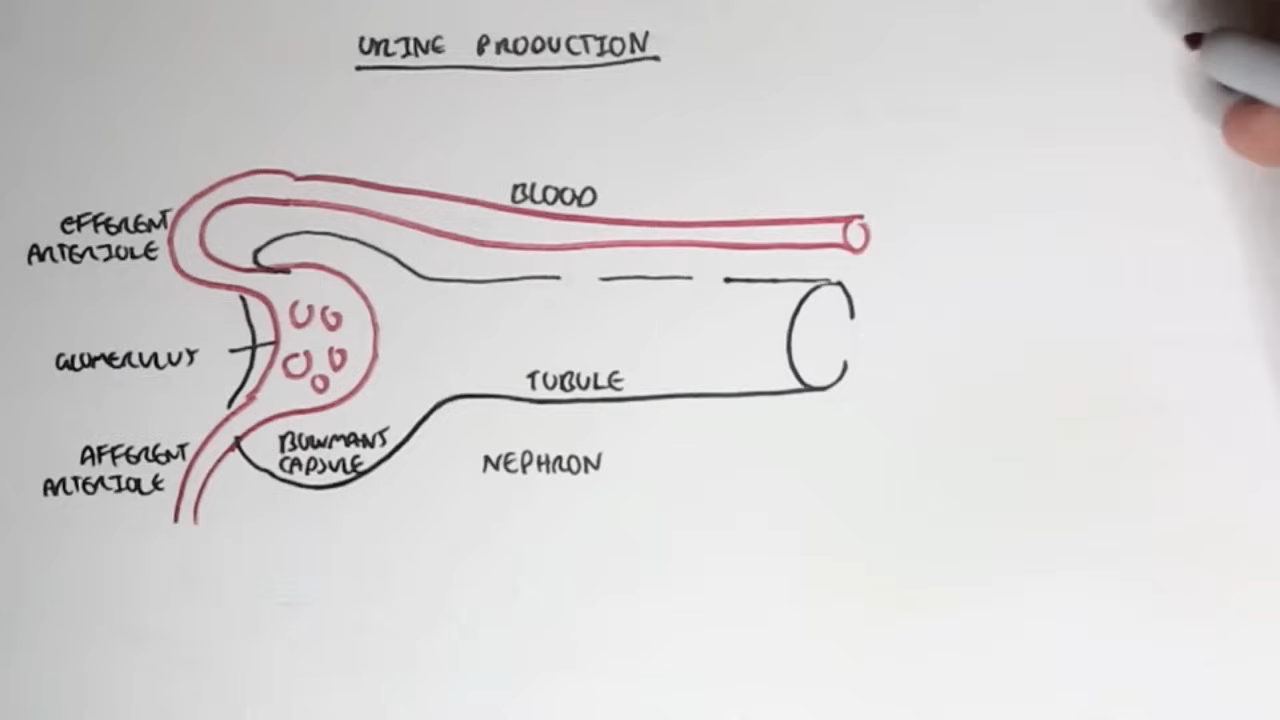 URINE PRODUCTION
BLOOD
EFFERENT
ARTERIOLE
GLOMERULUS
TUBULE
BOWMANS
CAPSULE
AFFERENT
ARTERIOLE
NEPHRON